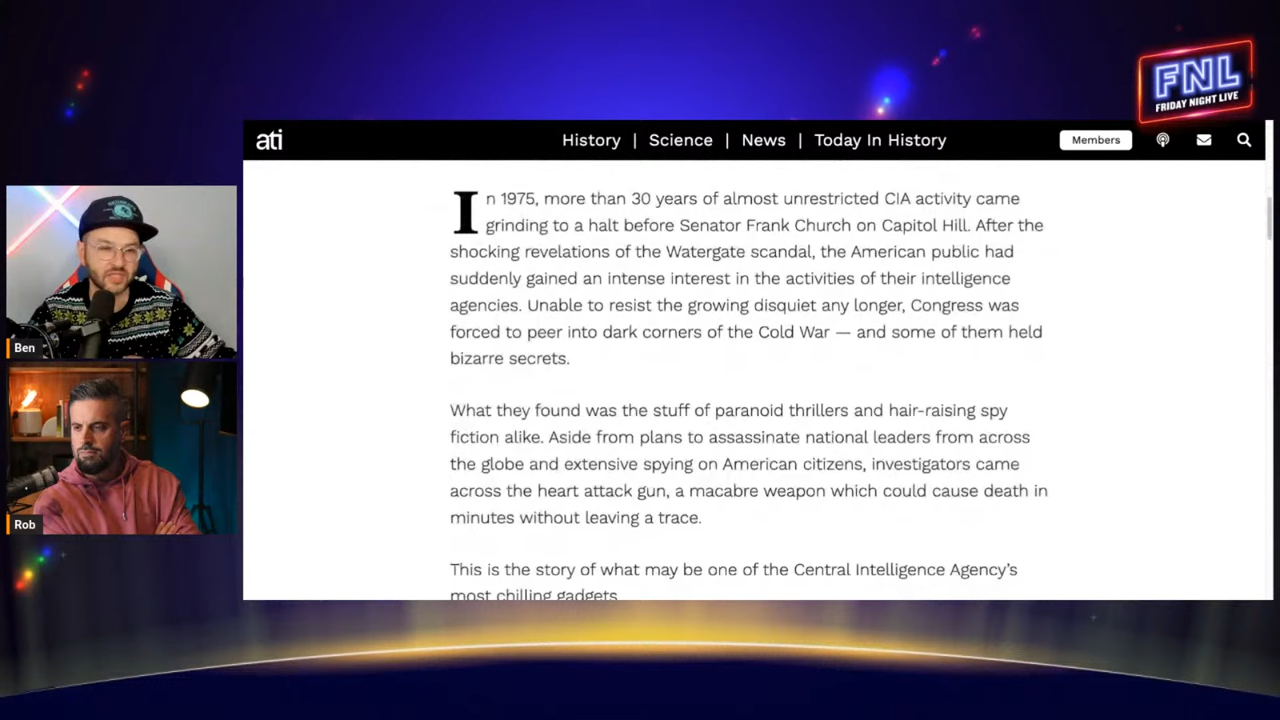 FNL
FRIDAY NIGHT LIVE
ati
History | Science | News | Today In History
Members
In 1975, more than 30 years of almost unrestricted CIA activity came
grinding to a halt before Senator Frank Church on Capitol Hill. After the
shocking revelations of the Watergate scandal, the American public had
suddenly gained an intense interest in the activities of their intelligence
agencies. Unable to resist the growing disquiet any longer, Congress was
forced to peer into dark corners of the Cold War — and some of them held
bizarre secrets.
What they found was the stuff of paranoid thrillers and hair-raising spy
fiction alike. Aside from plans to assassinate national leaders from across
the globe and extensive spying on American citizens, investigators came
across the heart attack gun, a macabre weapon which could cause death in
minutes without leaving a trace.
This is the story of what may be one of the Central Intelligence Agency's
most chilling gadgets.
Ben
Rob